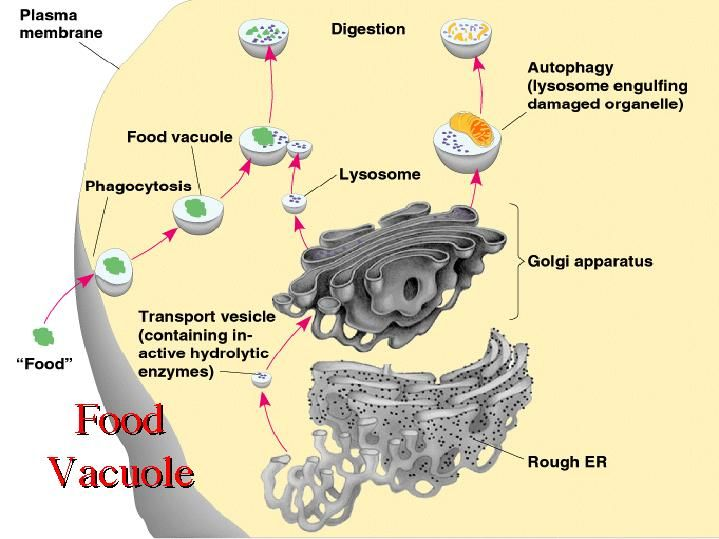 Plasma
membrane
Digestion
Autophagy
(lysosome engulfing
damaged organelle)
Food vacuole
Lysosome
Phagocytosis
Golgi apparatus
Transport vesicle
(containing in-
active hydrolytic
enzymes)
“Food”
Food
Vacuole
Rough ER